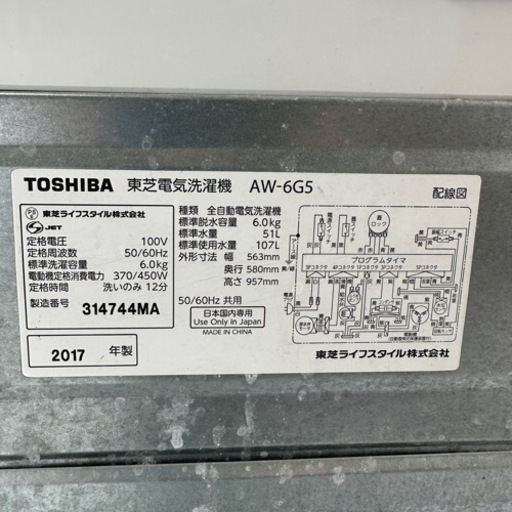 TOSHIBA 東芝電気洗濯機 AW-6G5
配線図
東芝ライフスタイル株式会社
JET
定格電圧 100V
定格周波数 50/60Hz
標準洗濯容量 6.0kg
電動機定格消費電力 370/450W
定格時間 洗いのみ 12分
製造番号 314744MA
2017 年製
種類 全自動電気洗濯機
標準脱水容量 6.0kg
標準水量 51L
標準使用水量 107L
外形寸法 幅 563mm
奥行 580mm
高さ 957mm
50/60Hz 共用
日本国内専用
Use Only in Japan
MADE IN CHINA
プログラムタイマ
東芝ライフスタイル株式会社